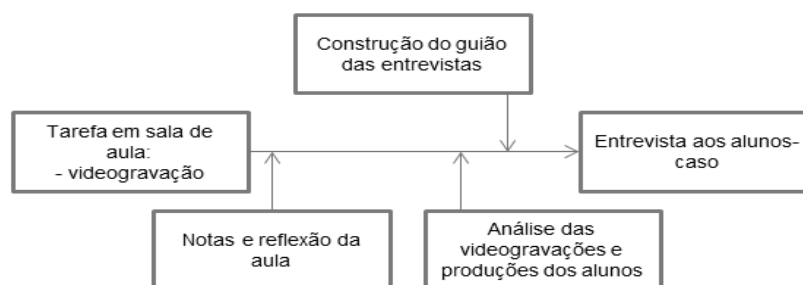 Construção do guião
das entrevistas
Tarefa em sala de
aula:
- videogravação
Entrevista aos alunos-
caso
Notas e reflexão da
aula
Análise das
videogravações e
produções dos alunos